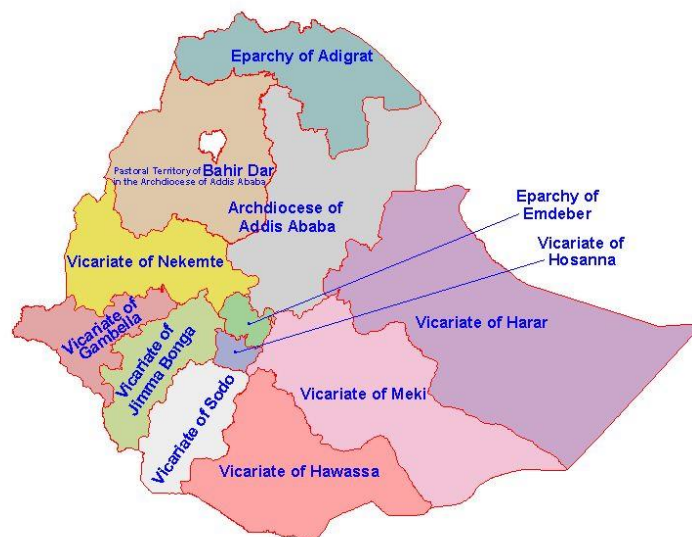 Eparchy of Adigrat
Pastoral Territory of Bahir Dar
in the Archdiocese of Addis Ababa
Archdiocese of
Addis Ababa
Eparchy of
Emdeber
Vicariate of
Hosanna
Vicariate of Nekemte
Vicariate of
Gambella
Vicariate of
Jimma Bonga
Vicariate of Harar
Vicariate of Meki
Vicariate of Sodo
Vicariate of Hawassa